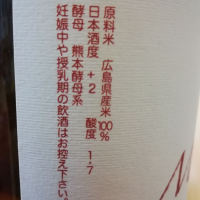 原料米 広島県産米100%
日本酒度 +2 酸度 1.7
酵母 熊本酵母系
妊娠中や授乳期の飲酒はお控え下さい。